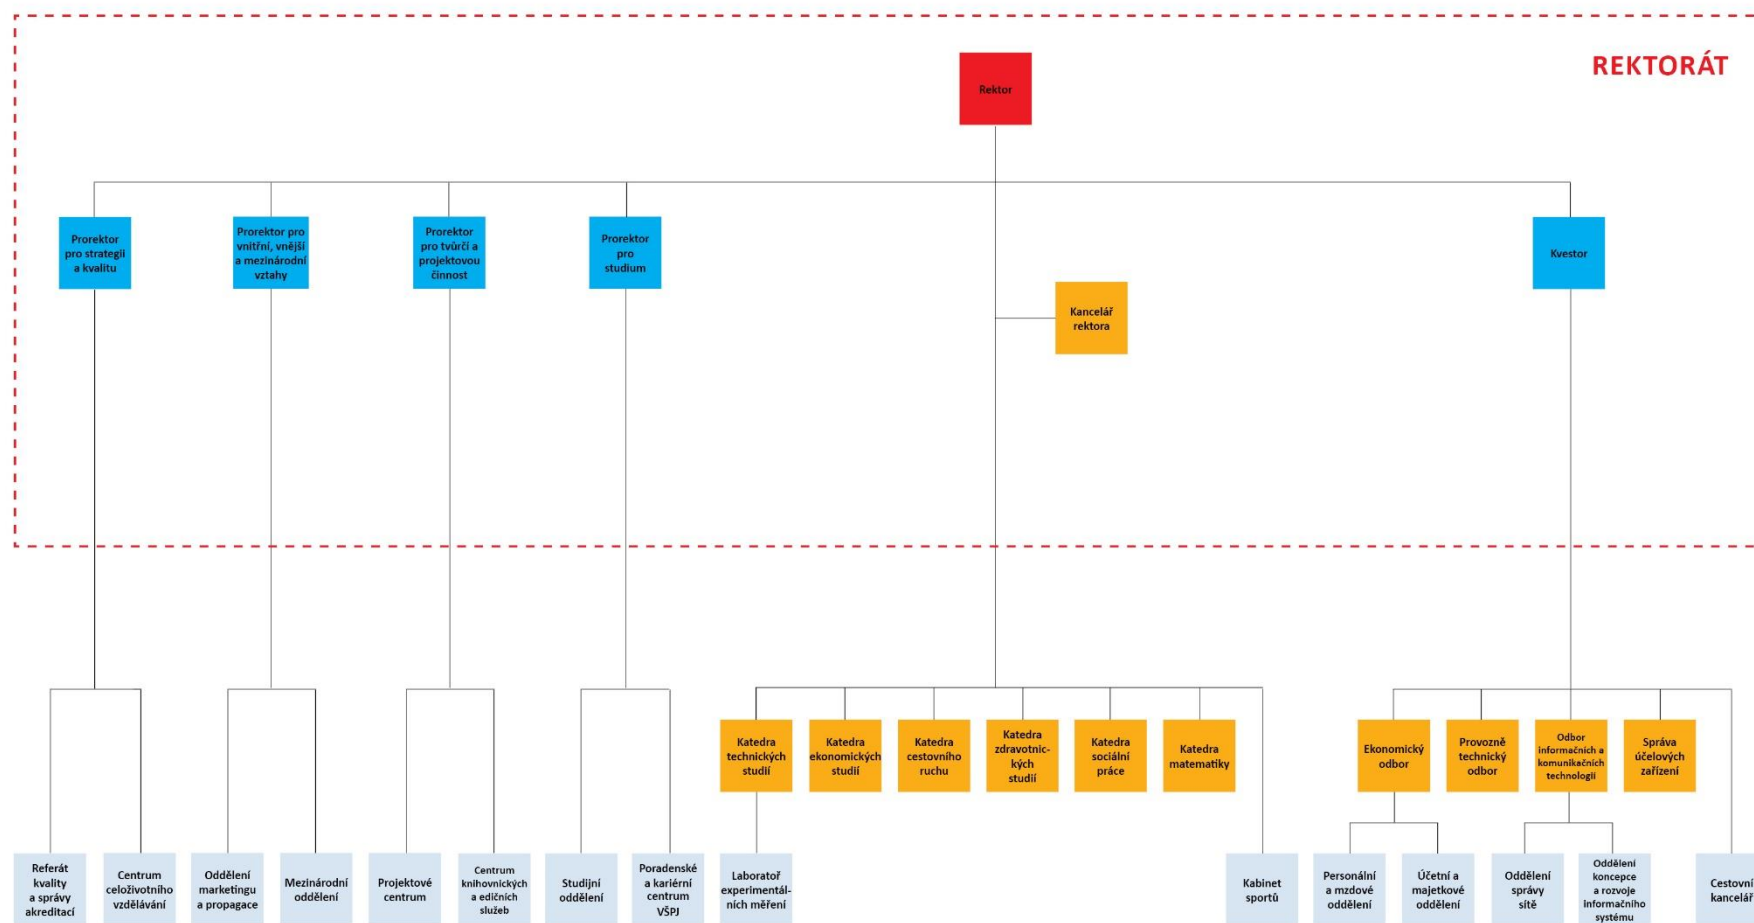 REKTORÁT
Rektor
Prorektor
pro strategii
a kvalitu
Prorektor pro
vnitřní, vnější
a mezinárodní
vztahy
Prorektor
pro tvůrčí a
projektovou
činnost
Prorektor
pro
studium
Kvestor
Kancelář
rektora
Katedra
technických
studií
Katedra
ekonomických
studií
Katedra
cestovního
ruchu
Katedra
zdravotnic-
kých
studií
Katedra
sociální
práce
Katedra
matematiky
Ekonomický
odbor
Provozně
technický
odbor
Odbor
informačních a
komunikačních
technologií
Správa
účelových
zařízení
Referát
kvality
a správy
akreditací
Centrum
celoživotního
vzdělávání
Oddělení
marketingu
a propagace
Mezinárodní
oddělení
Projektové
centrum
Centrum
knihovnických
a edičních
služeb
Studijní
oddělení
Poradenské
a kariérní
centrum
VŠPJ
Laboratoř
experimentál-
ních měření
Kabinet
sportů
Personální
a mzdové
oddělení
Účetní a
majetkové
oddělení
Oddělení
správy
sítě
Oddělení
koncepce
a rozvoje
informačního
systému
Cestovní
kancelář